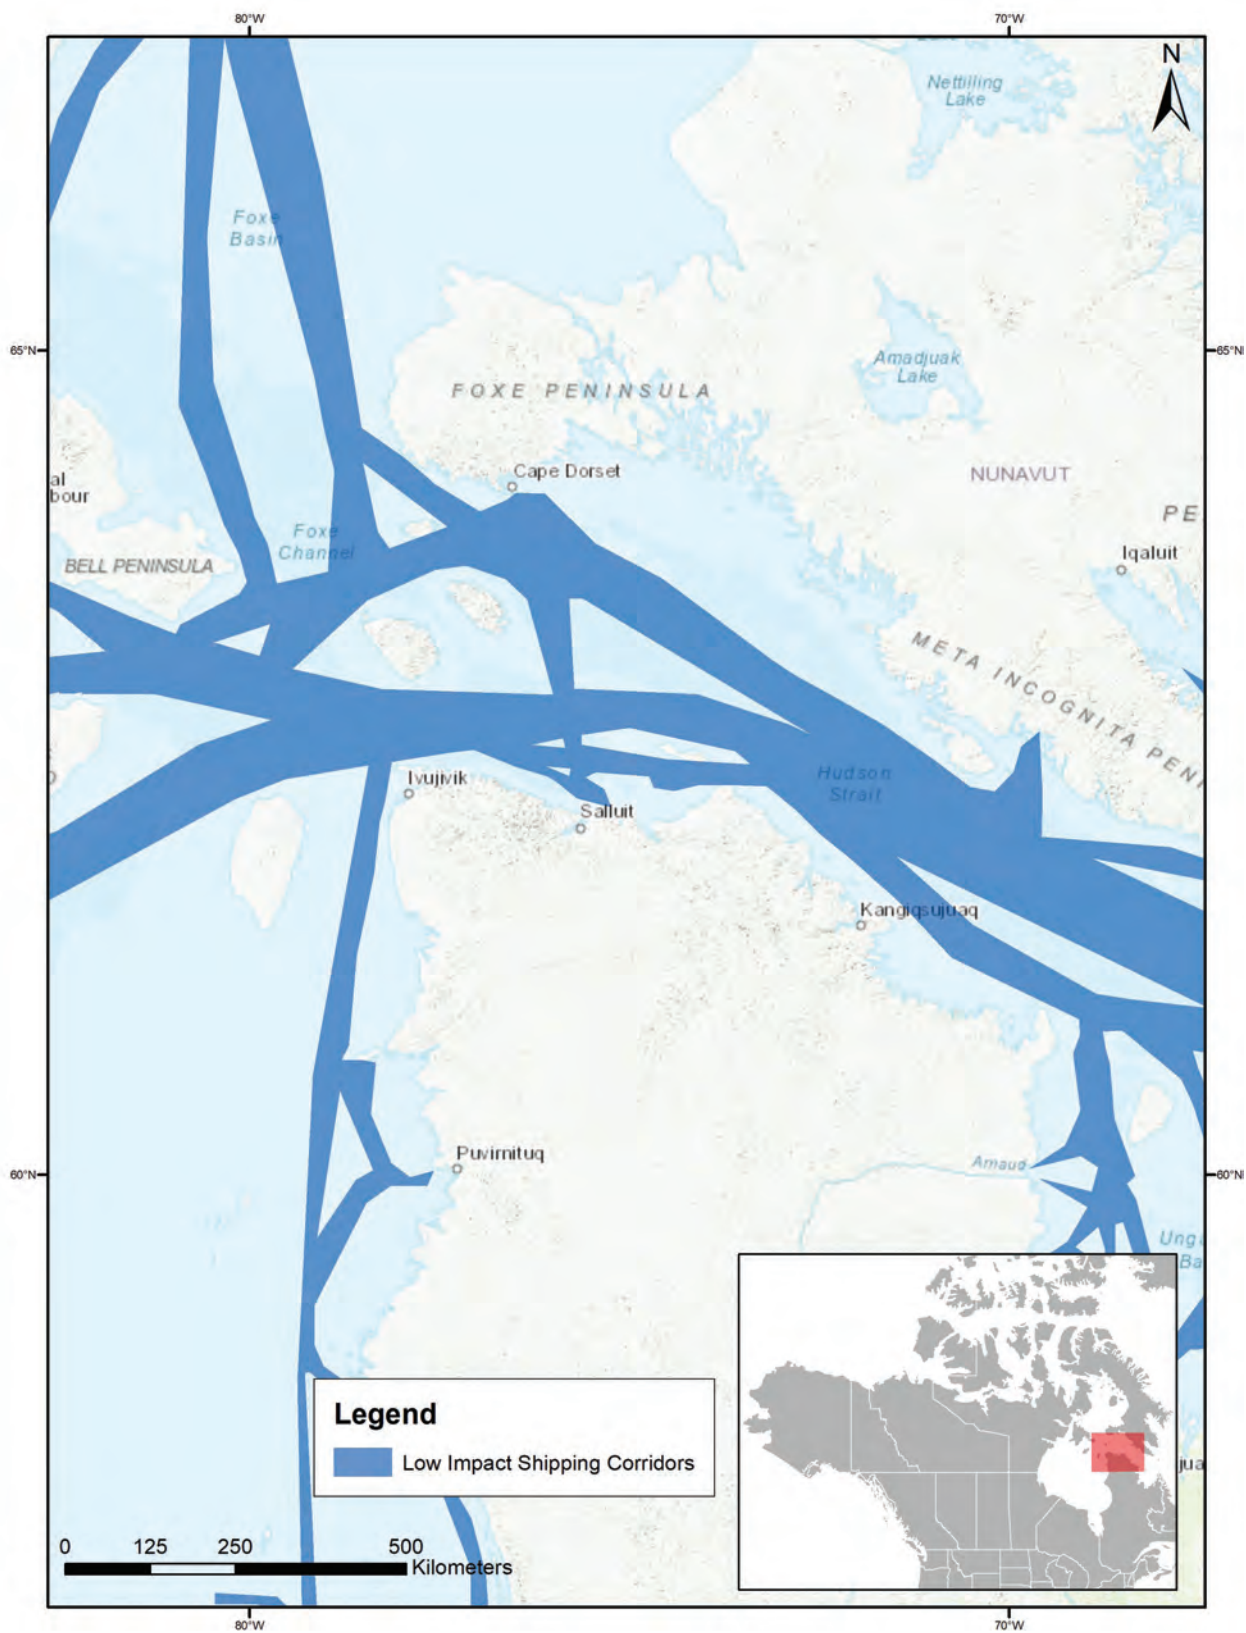 80°W
70°W
N
Nettilling
Lake
Foxe
Basin
65°N
65°N
Amadjuak
Lake
FOXE PENINSULA
Cape Dorset
NUNAVUT
al
bour
PE
Foxe
Channel
Iqaluit
BELL PENINSULA
META INCOGNITA PENI
Hudson
Strait
Ivujivik
Salluit
Kangiqsujuaq
Puvirnituq
Arnaud
60°N
60°N
Unga
Ba
Legend
Low Impact Shipping Corridors
jua
0 125 250 500
Kilometers
80°W
70°W